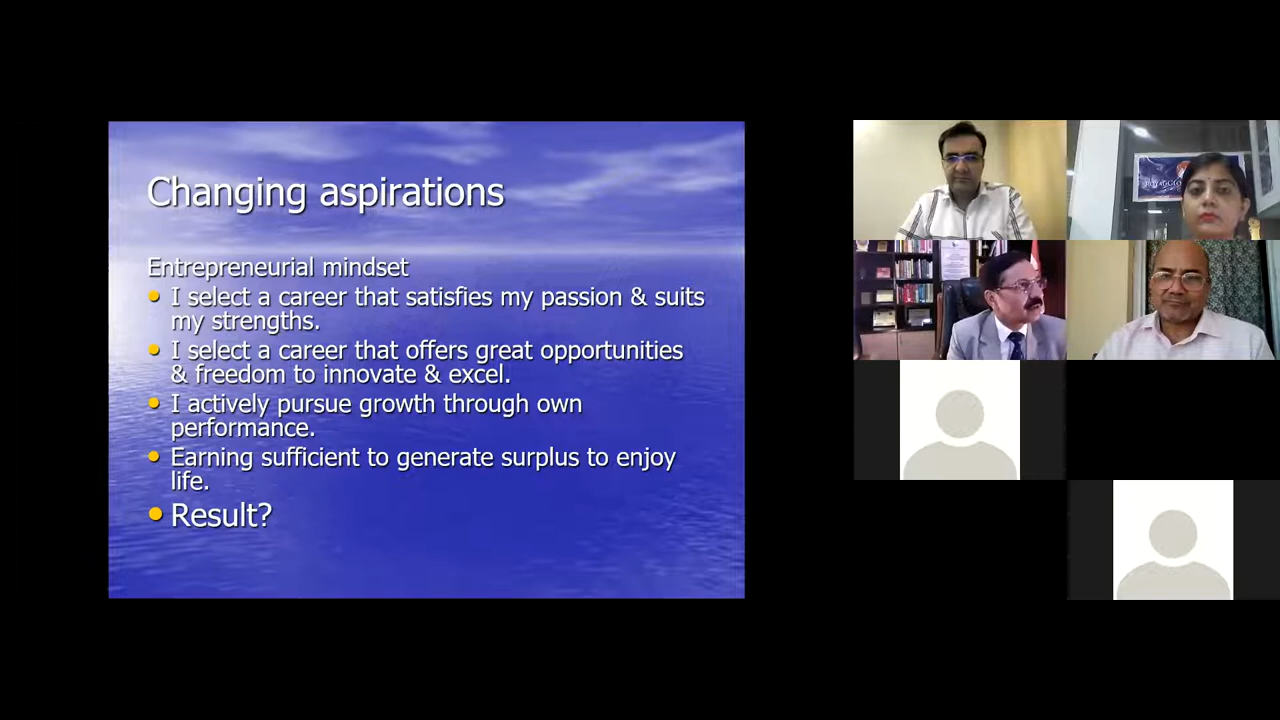 Changing aspirations
Entrepreneurial mindset
• I select a career that satisfies my passion & suits
my strengths.
• I select a career that offers great opportunities
& freedom to innovate & excel.
• I actively pursue growth through own
performance.
• Earning sufficient to generate surplus to enjoy
life.
• Result?